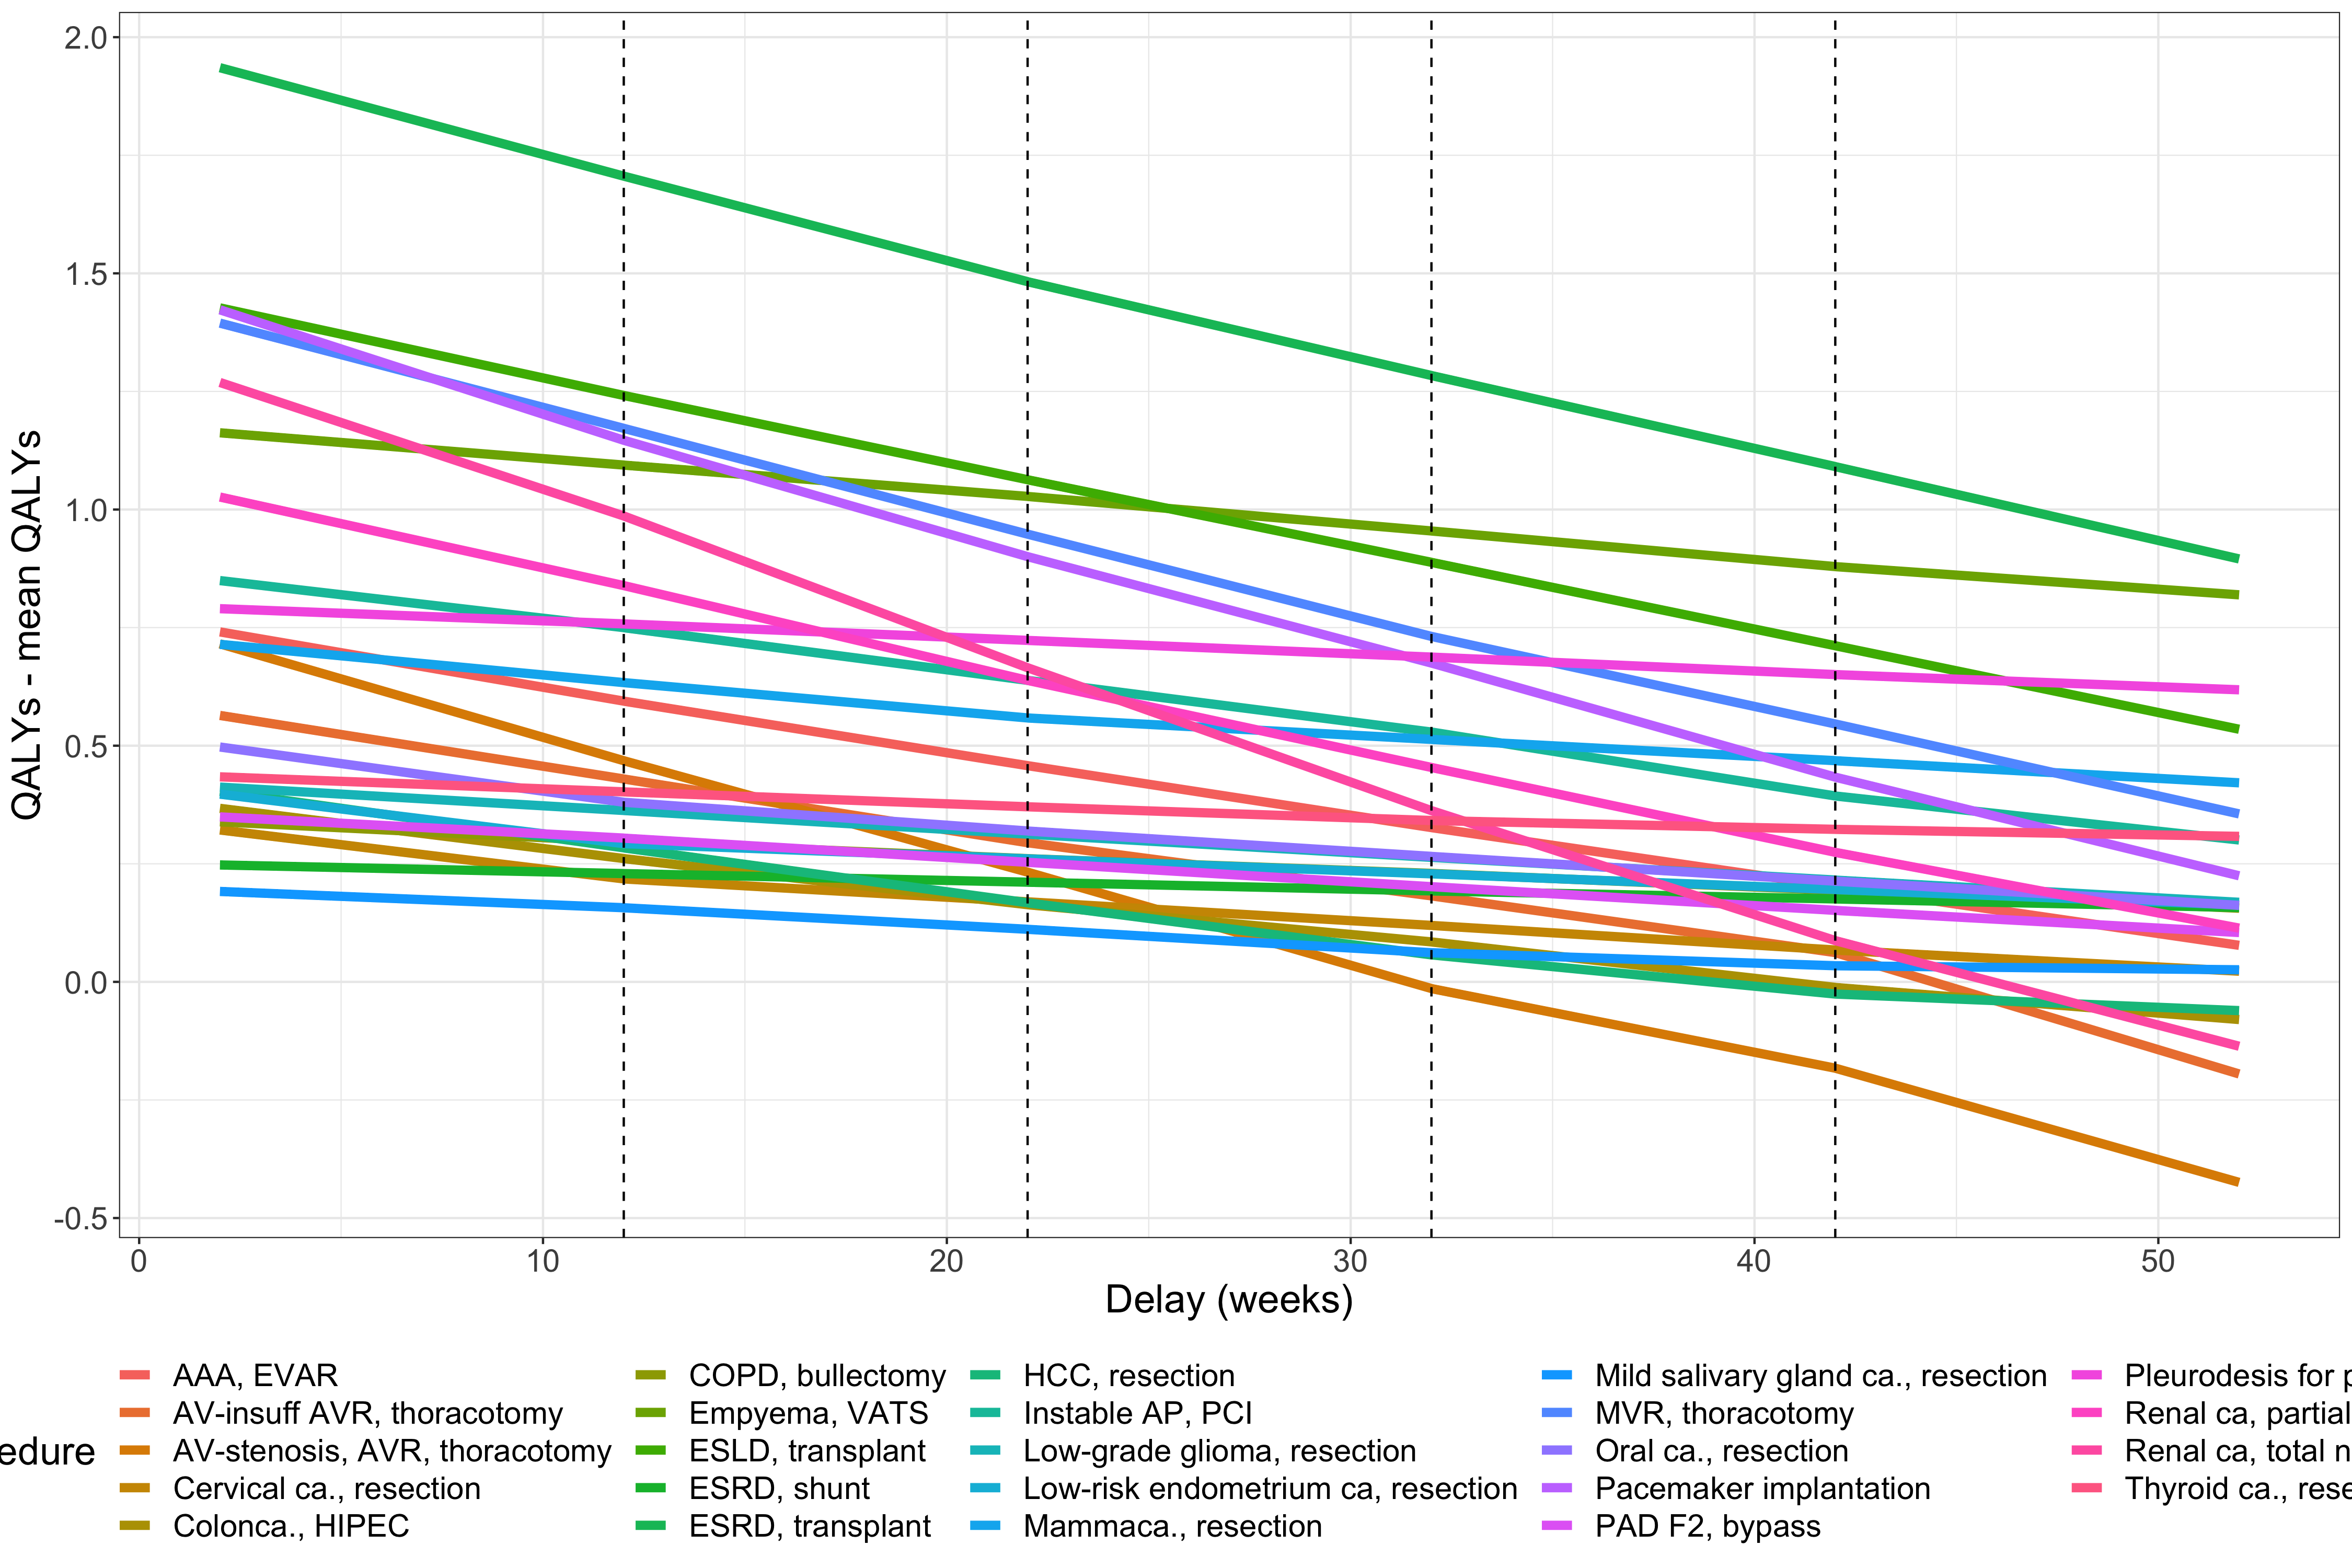 QALYs - mean QALYs
2.0
1.5
1.0
0.5
0.0
-0.5
0 10 20 30 40 50
Delay (weeks)
edure
AAA, EVAR
AV-insuff AVR, thoracotomy
AV-stenosis, AVR, thoracotomy
Cervical ca., resection
Colonca., HIPEC
COPD, bullectomy
Empyema, VATS
ESLD, transplant
ESRD, shunt
ESRD, transplant
HCC, resection
Instable AP, PCI
Low-grade glioma, resection
Low-risk endometrium ca, resection
Mammaca., resection
Mild salivary gland ca., resection
MVR, thoracotomy
Oral ca., resection
Pacemaker implantation
PAD F2, bypass
Pleurodesis for p
Renal ca, partial
Renal ca, total n
Thyroid ca., rese